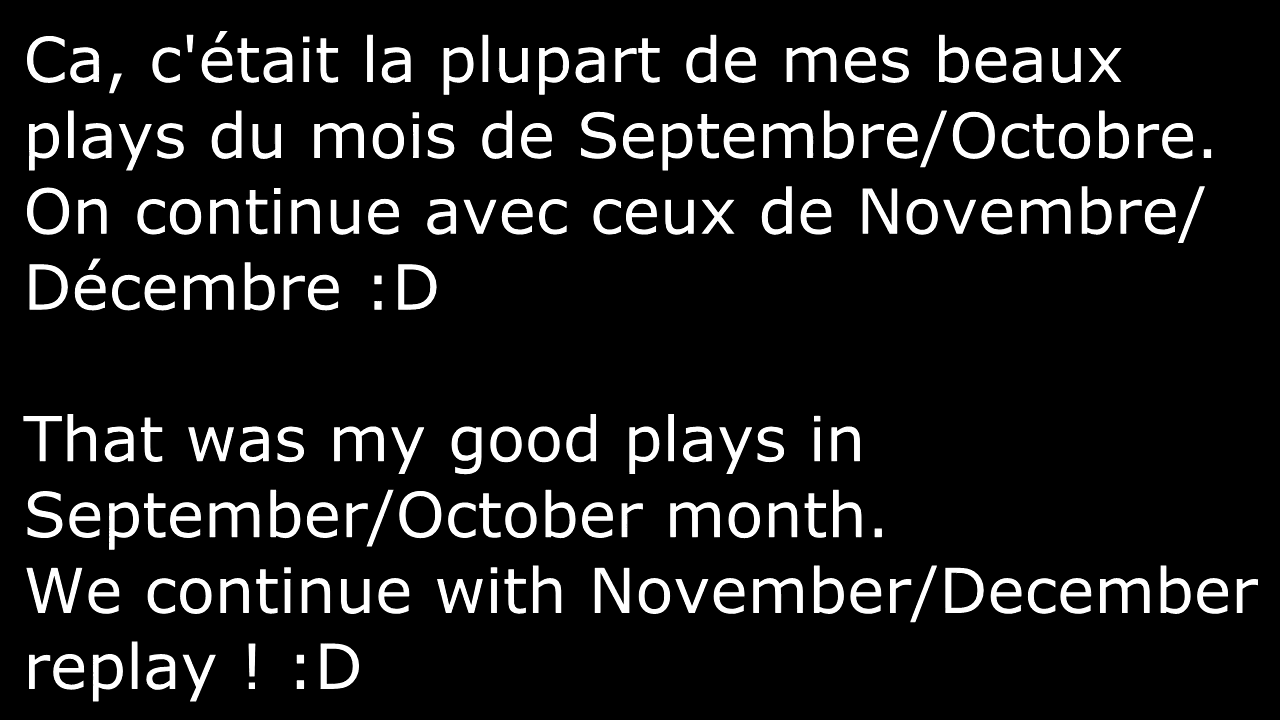 Ca, c'était la plupart de mes beaux
plays du mois de Septembre/Octobre.
On continue avec ceux de Novembre/
Décembre :D
That was my good plays in
September/October month.
We continue with November/December
replay ! :D